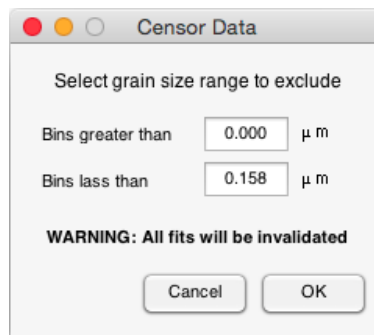 Censor Data
Select grain size range to exclude
Bins greater than 0.000 μ m
Bins lass than 0.158 μ m
WARNING: All fits will be invalidated
Cancel OK